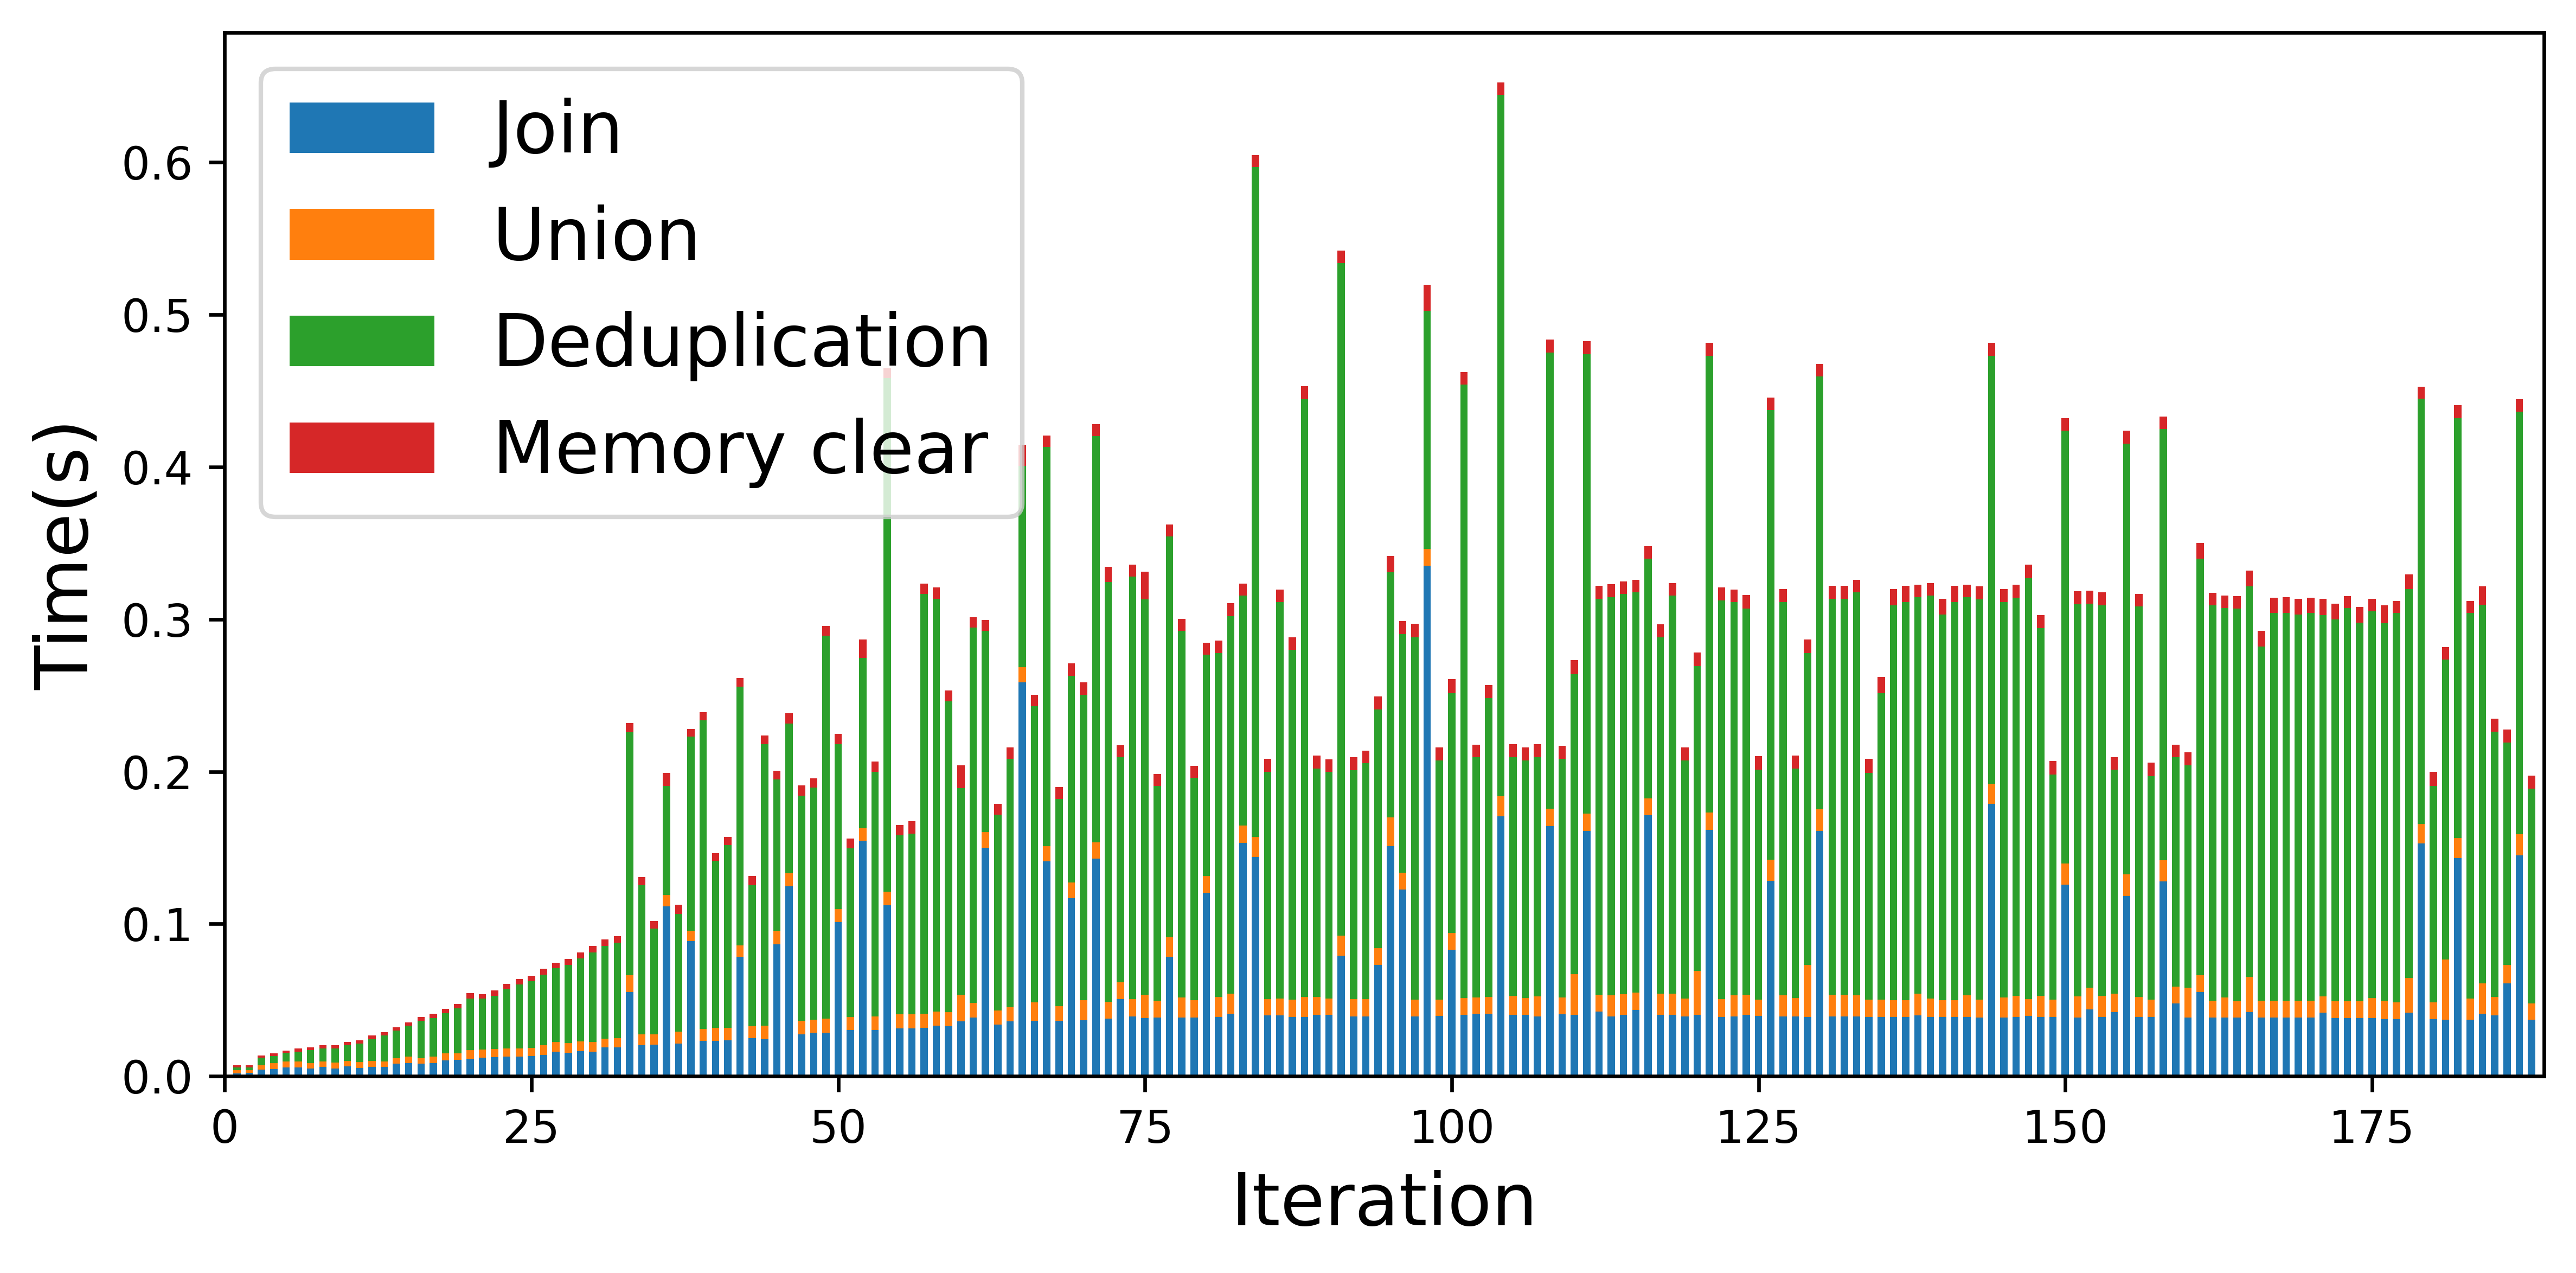 Join
Union
Deduplication
Memory clear
Time(s)
0.6
0.5
0.4
0.3
0.2
0.1
0.0
0 25 50 75 100 125 150 175
Iteration